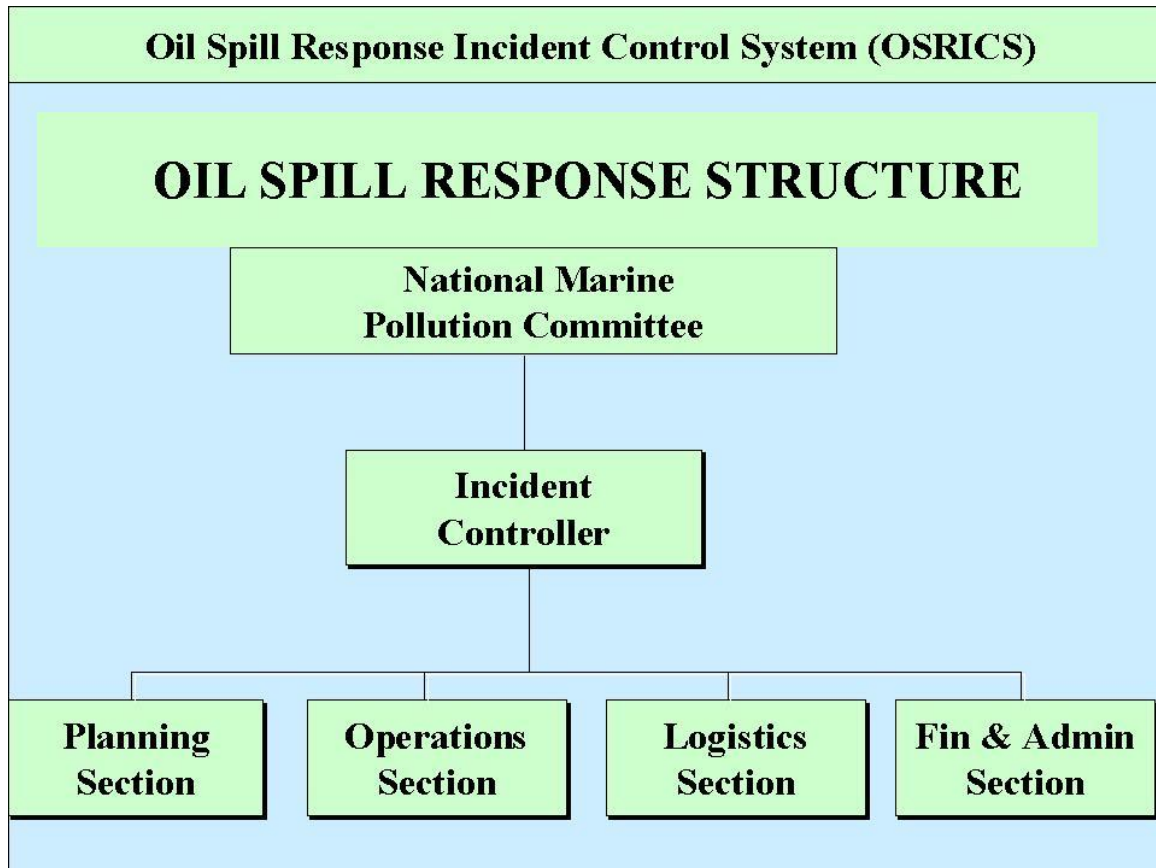 Oil Spill Response Incident Control System (OSRICS)
OIL SPILL RESPONSE STRUCTURE
National Marine
Pollution Committee
Incident
Controller
Planning
Section
Operations
Section
Logistics
Section
Fin & Admin
Section